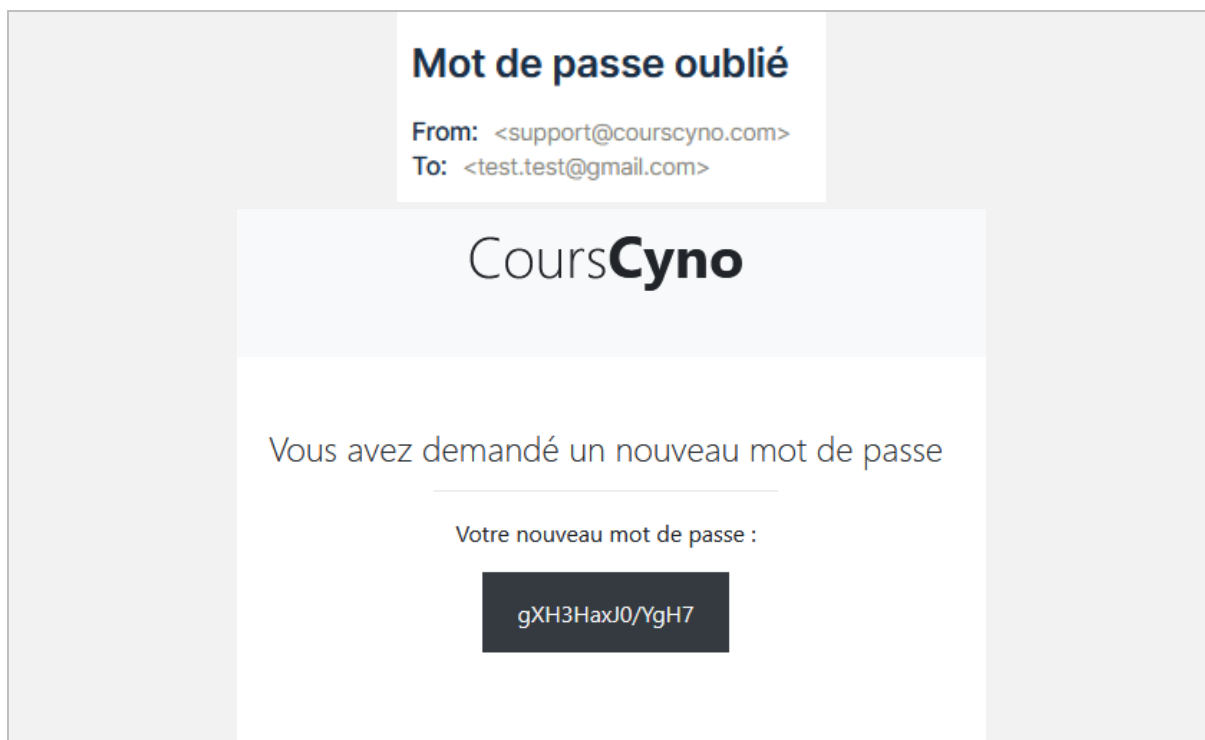 Mot de passe oublié
From: <support@courscyno.com>
To: <test.test@gmail.com>
CoursCyno
Vous avez demandé un nouveau mot de passe
Votre nouveau mot de passe :
gXH3HaxJ0/YgH7